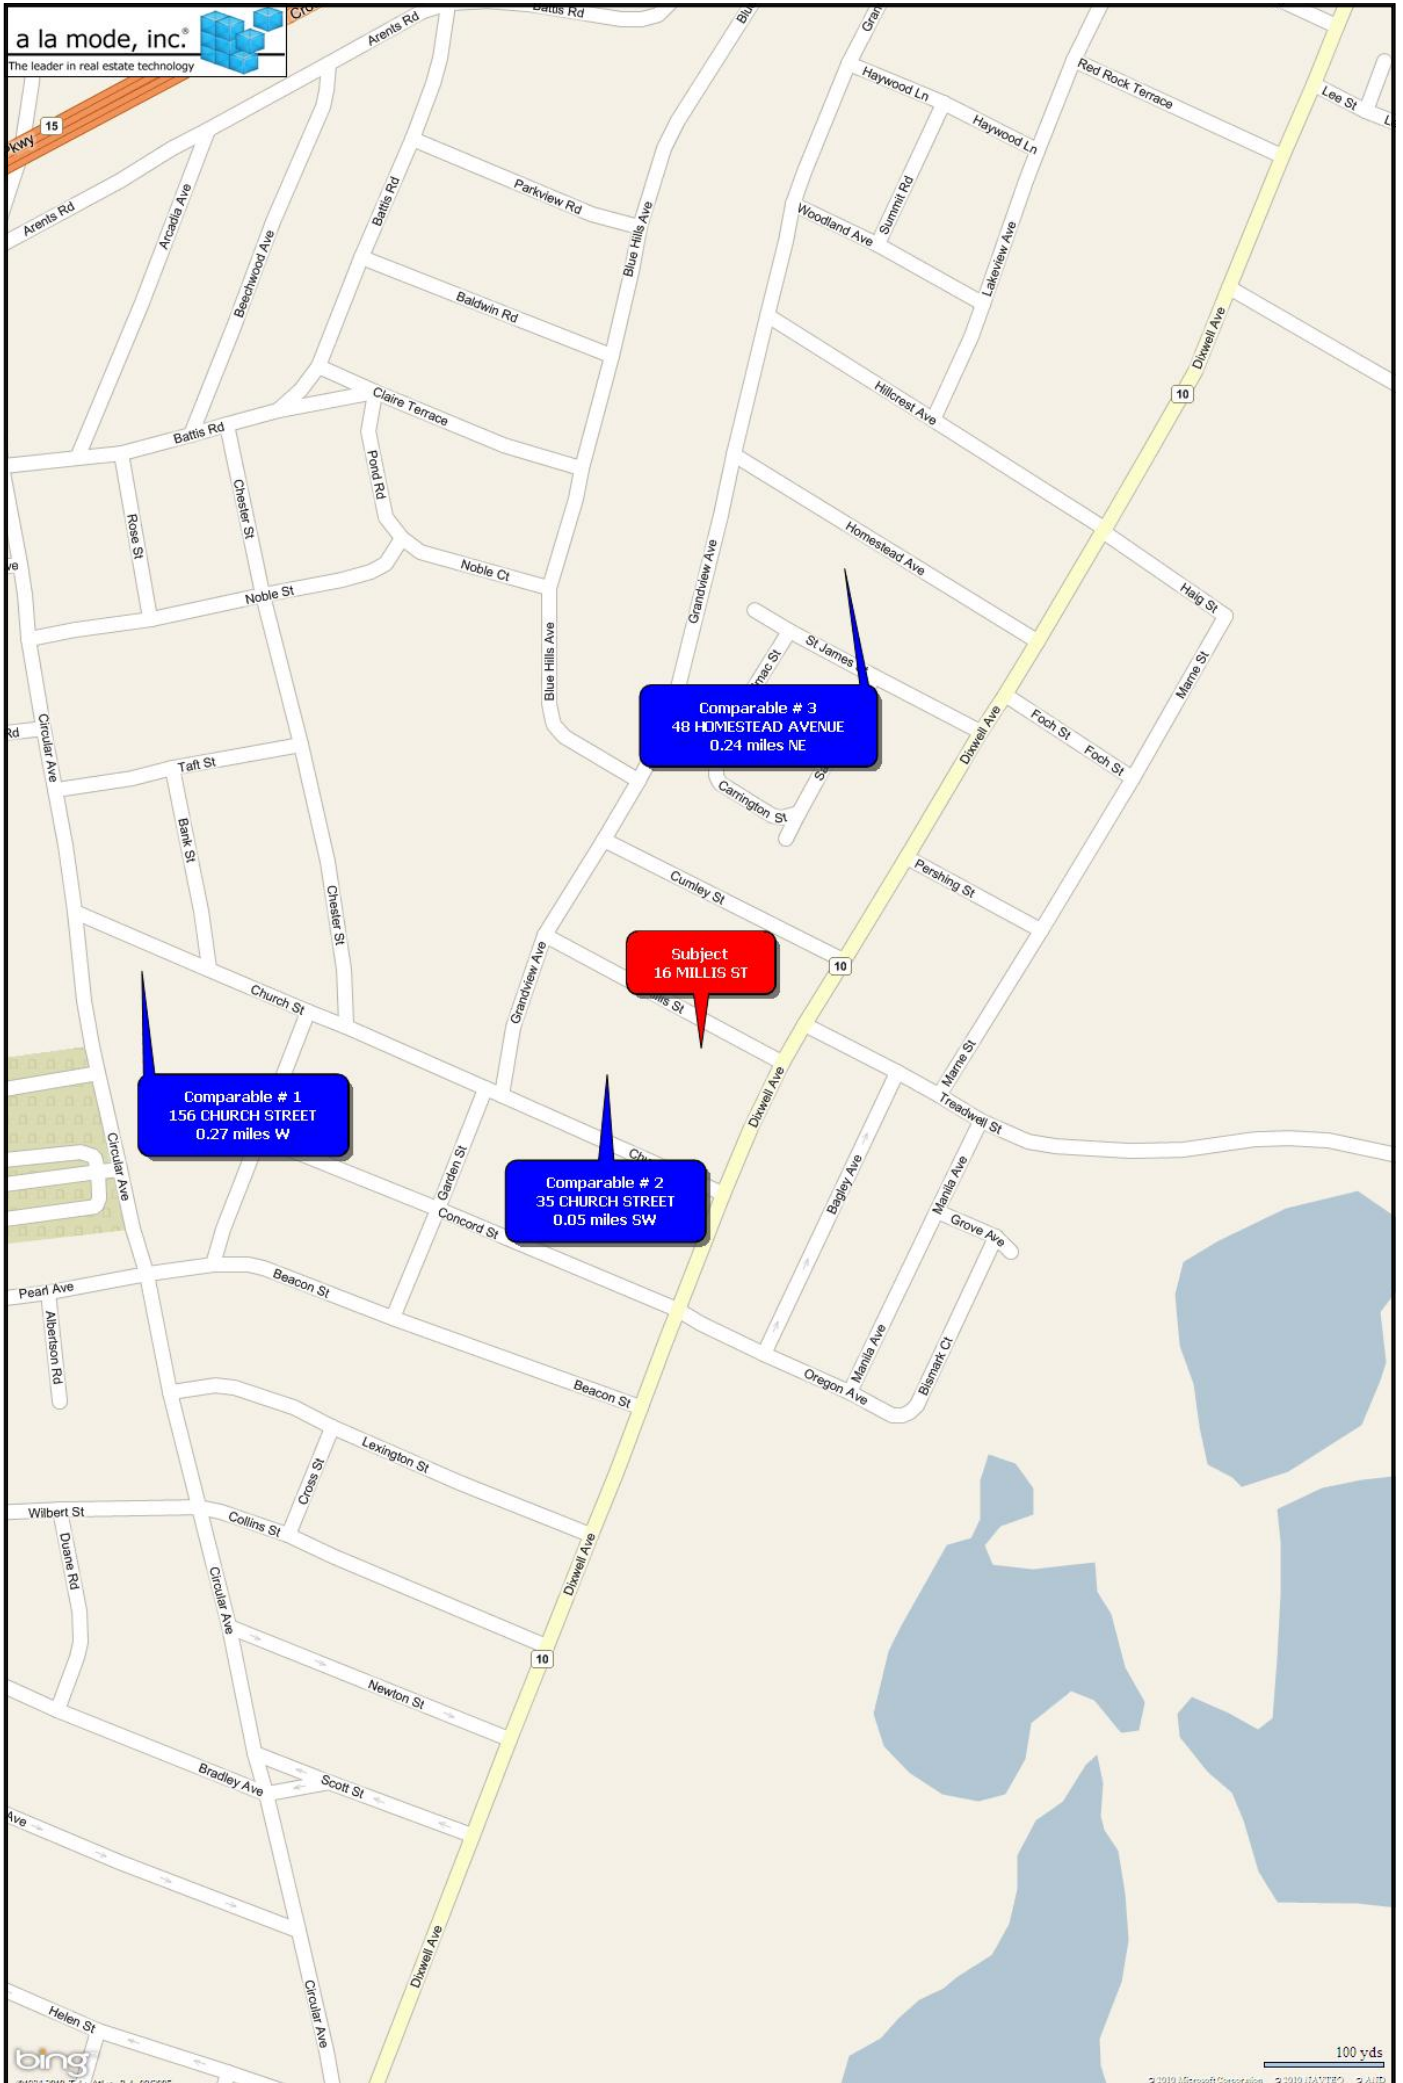 a la mode, inc.®
The leader in real estate technology
Battis Rd
Arents Rd
Haywood Ln
Red Rock Terrace
Lee St
15
Haywood Ln
Parkview Rd
Battis Rd
Summit Rd
Arcadia Ave
Arents Rd
Woodland Ave
Blue Hills Ave
Beechwood Ave
Lakeview Ave
Baldwin Rd
Dixwell Ave
10
Claire Terrace
Hillcrest Ave
Battis Rd
Pond Rd
Chester St
Rose St
Homestead Ave
Noble Ct
Grandview Ave
Noble St
Haig St
St James
Blue Hills Ave
Marne St
Comparable # 3
48 HOMESTEAD AVENUE
0.24 miles NE
Circular Ave
Rd
Foch St
Foch St
Dixwell Ave
Taft St
Carrington St
Bank St
Pershing St
Cumley St
Chester St
Subject
16 MILLIS ST
10
Grandview Ave
Church St
Comparable # 1
156 CHURCH STREET
0.27 miles W
Marne St
Treadwell St
Dixwell Ave
Circular Ave
Garden St
Comparable # 2
35 CHURCH STREET
0.05 miles SW
Bagley Ave
Manila Ave
Grove Ave
Concord St
Pearl Ave
Beacon St
Albertson Rd
Manila Ave
Bismark Ct
Oregon Ave
Beacon St
Lexington St
Cross St
Wilbert St
Collins St
Duane Rd
Dixwell Ave
Circular Ave
10
Newton St
Bradley Ave
Scott St
Ave
Dixwell Ave
Circular Ave
Helen St
bing
100 yds
© 2010 Microsoft Corporation © 2010 NAVTEQ © AND